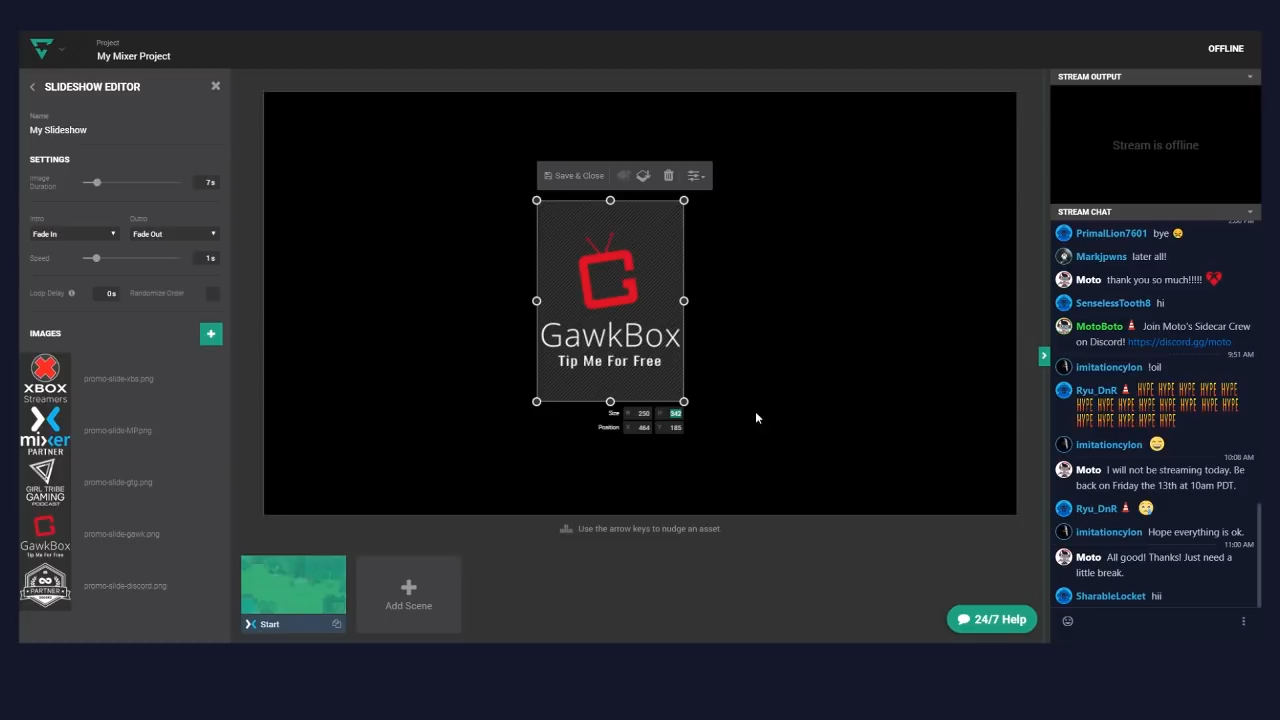 Project
My Mixer Project
OFFLINE
SLIDESHOW EDITOR
Name
My Slideshow
SETTINGS
Image
Duration
7s
Intro
Outro
Fade In
Fade Out
Speed
1s
Loop Delay
0s
Randomize Order
IMAGES
XBOX
Streamers
promo-slide-xbs.png
mixer
PARTNER
promo-slide-MP.png
GIRL TRIBE
GAMING
PODCAST
promo-slide-gtg.png
GawkBox
Tip Me For Free
promo-slide-gawk.png
PARTNER
promo-slide-discord.png
Save & Close
GawkBox
Tip Me For Free
Size W 250 H 342
Position X 464 Y 185
Use the arrow keys to nudge an asset.
Start
Add Scene
24/7 Help
STREAM OUTPUT
Stream is offline
STREAM CHAT
PrimalLion7601 bye
Markjpwns later all!
Moto thank you so much!!!!!
SenselessTooth8 hi
MotoBoto Join Moto's Sidecar Crew
on Discord! https://discord.gg/moto
9:51 AM
imitationcylon !oil
Ryu_DnR HYPE HYPE HYPE HYPE HYPE
HYPE HYPE HYPE HYPE HYPE HYPE HYPE HYPE
HYPE HYPE HYPE HYPE HYPE
imitationcylon
10:08 AM
Moto I will not be streaming today. Be
back on Friday the 13th at 10am PDT.
Ryu_DnR
imitationcylon Hope everything is ok.
11:00 AM
Moto All good! Thanks! Just need a
little break.
SharableLocket hii